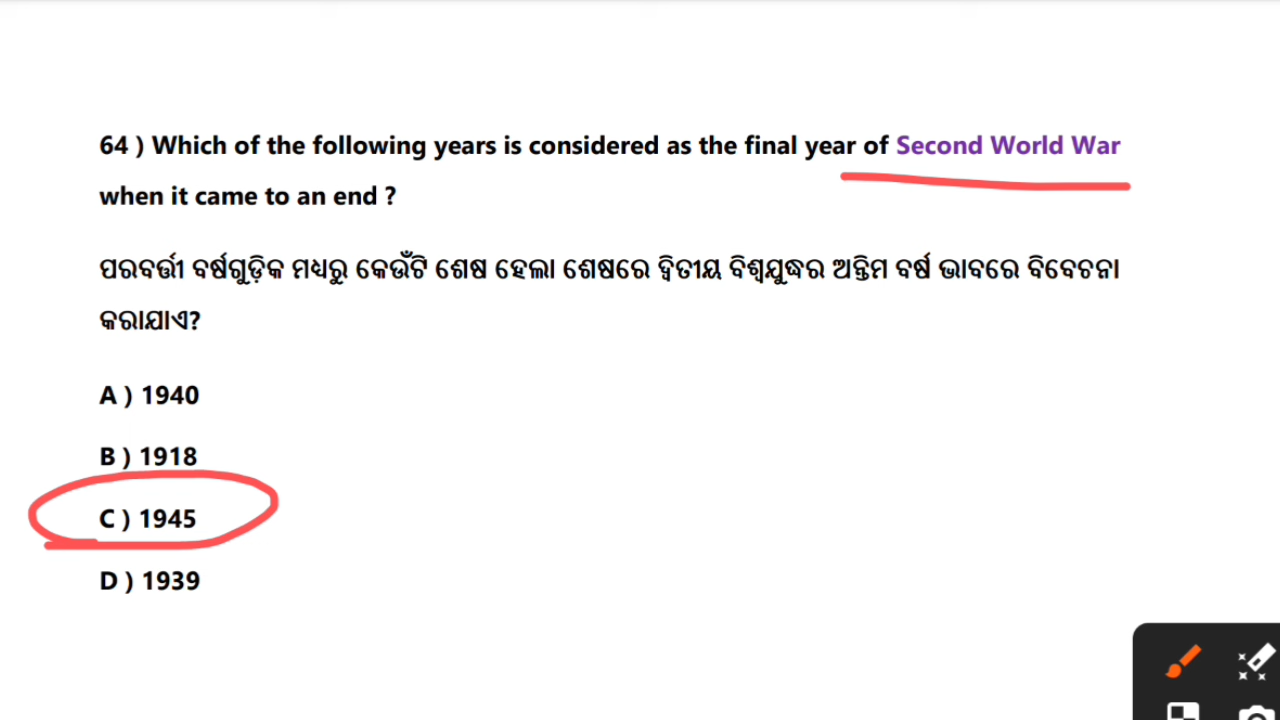 64 ) Which of the following years is considered as the final year of Second World War
when it came to an end ?
ପରବର୍ତ୍ତୀ ବର୍ଷଗୁଡ଼ିକ ମଧ୍ୟରୁ କେଉଁଟି ଶେଷ ହେଲା ଶେଷରେ ଦ୍ୱିତୀୟ ବିଶ୍ୱଯୁଦ୍ଧର ଅନ୍ତିମ ବର୍ଷ ଭାବରେ ବିବେଚନା
କରାଯାଏ?
A ) 1940
B ) 1918
C ) 1945
D ) 1939